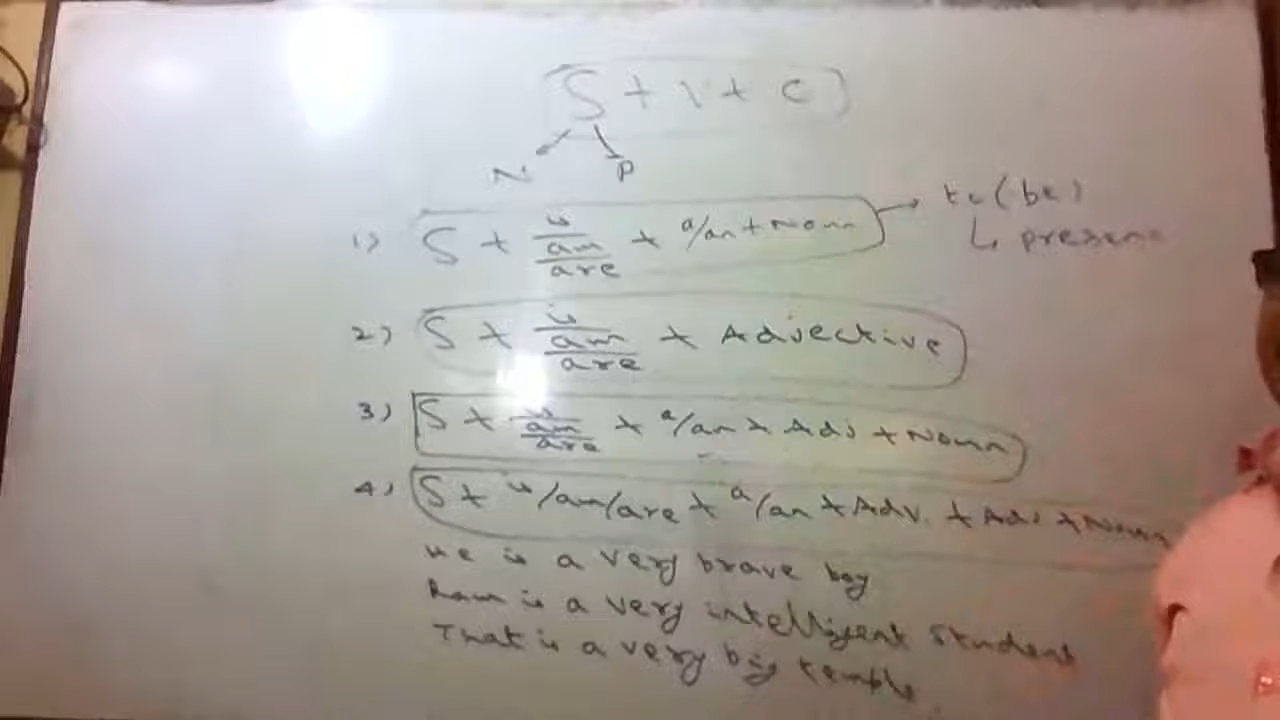 S + V + C
N P
1) S + is/am/are + a/an + Noun → to (be)
↳ present
2) S + is/am/are + Adjective
3) S + is/am/are + a/an + Adj + Noun
4) S + is/am/are + a/an + Adv. + Adj + Noun
He is a very brave boy
Ram is a very intelligent student
That is a very big temple